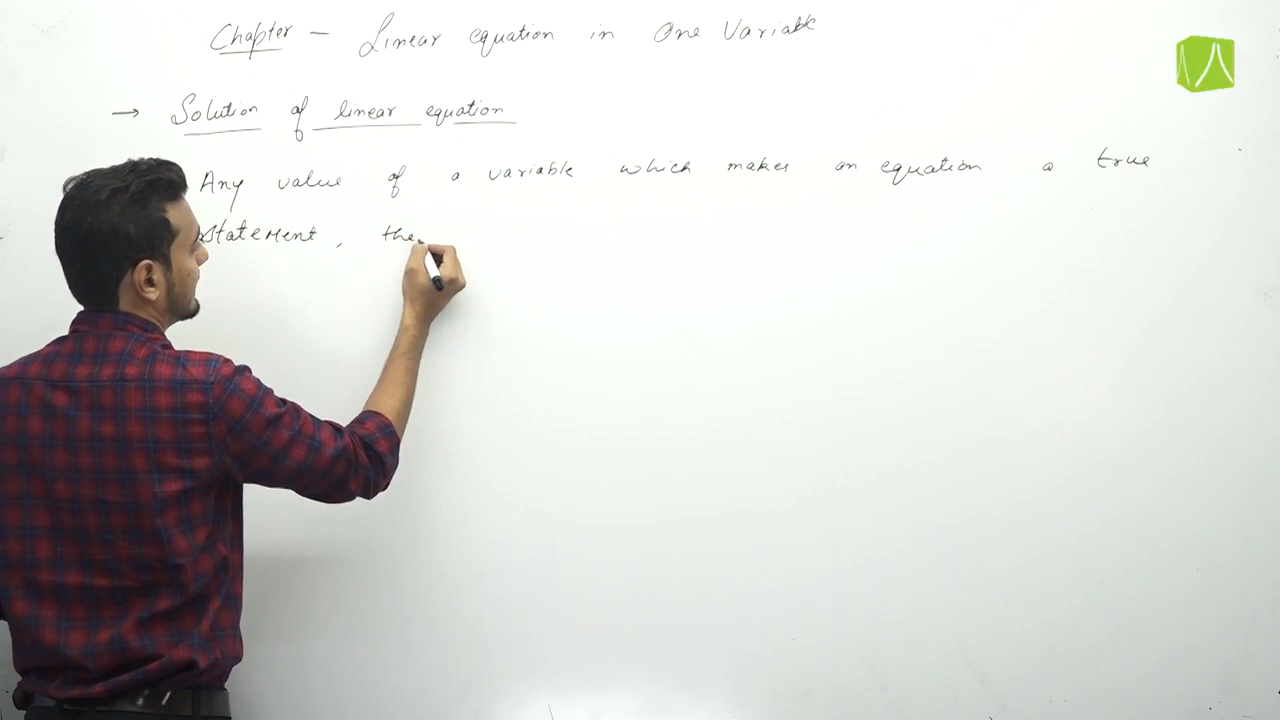 Chapter - Linear equation in One Variable
→ Solution of linear equation
Any value of a variable which makes an equation a true
statement, the